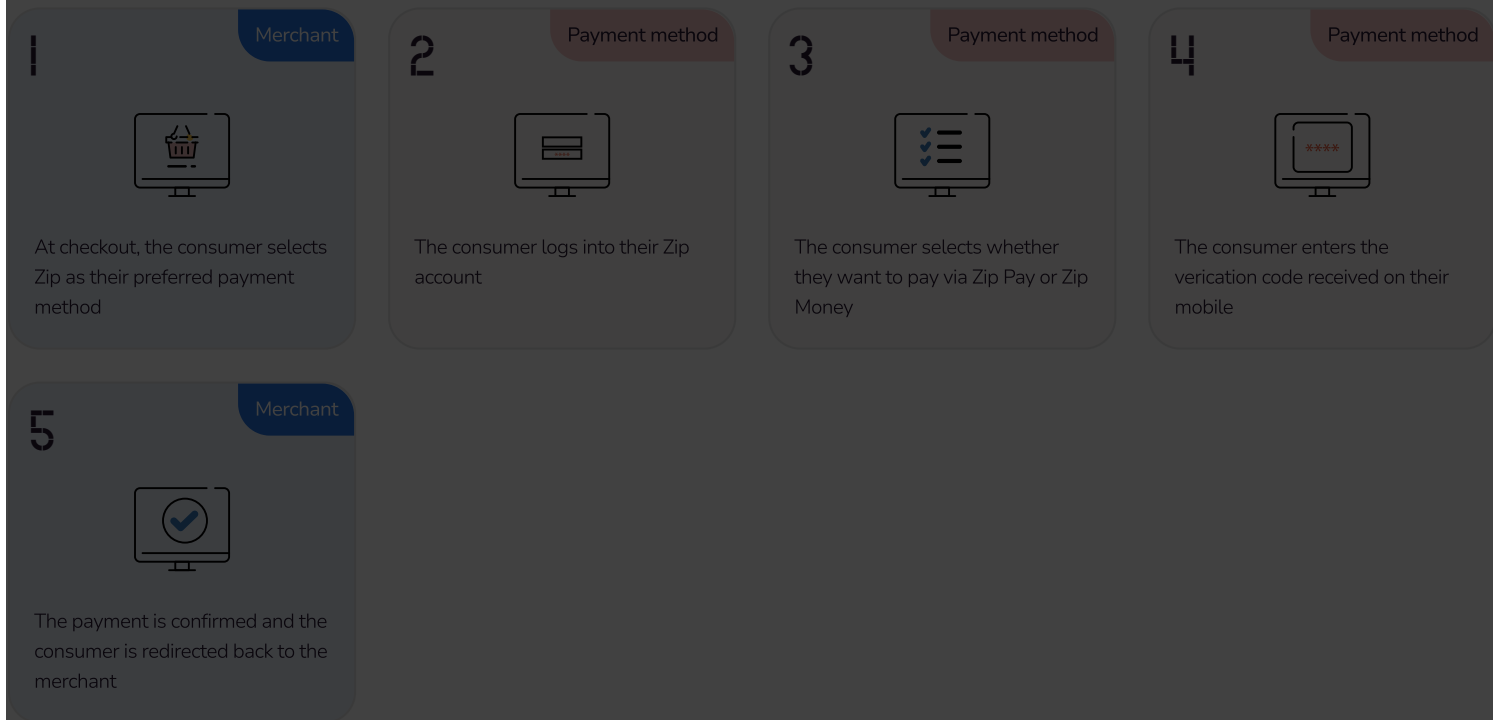 1
Merchant
At checkout, the consumer selects
Zip as their preferred payment
method
2
Payment method
The consumer logs into their Zip
account
3
Payment method
The consumer selects whether
they want to pay via Zip Pay or Zip
Money
4
Payment method
****
The consumer enters the
verication code received on their
mobile
5
Merchant
The payment is confirmed and the
consumer is redirected back to the
merchant